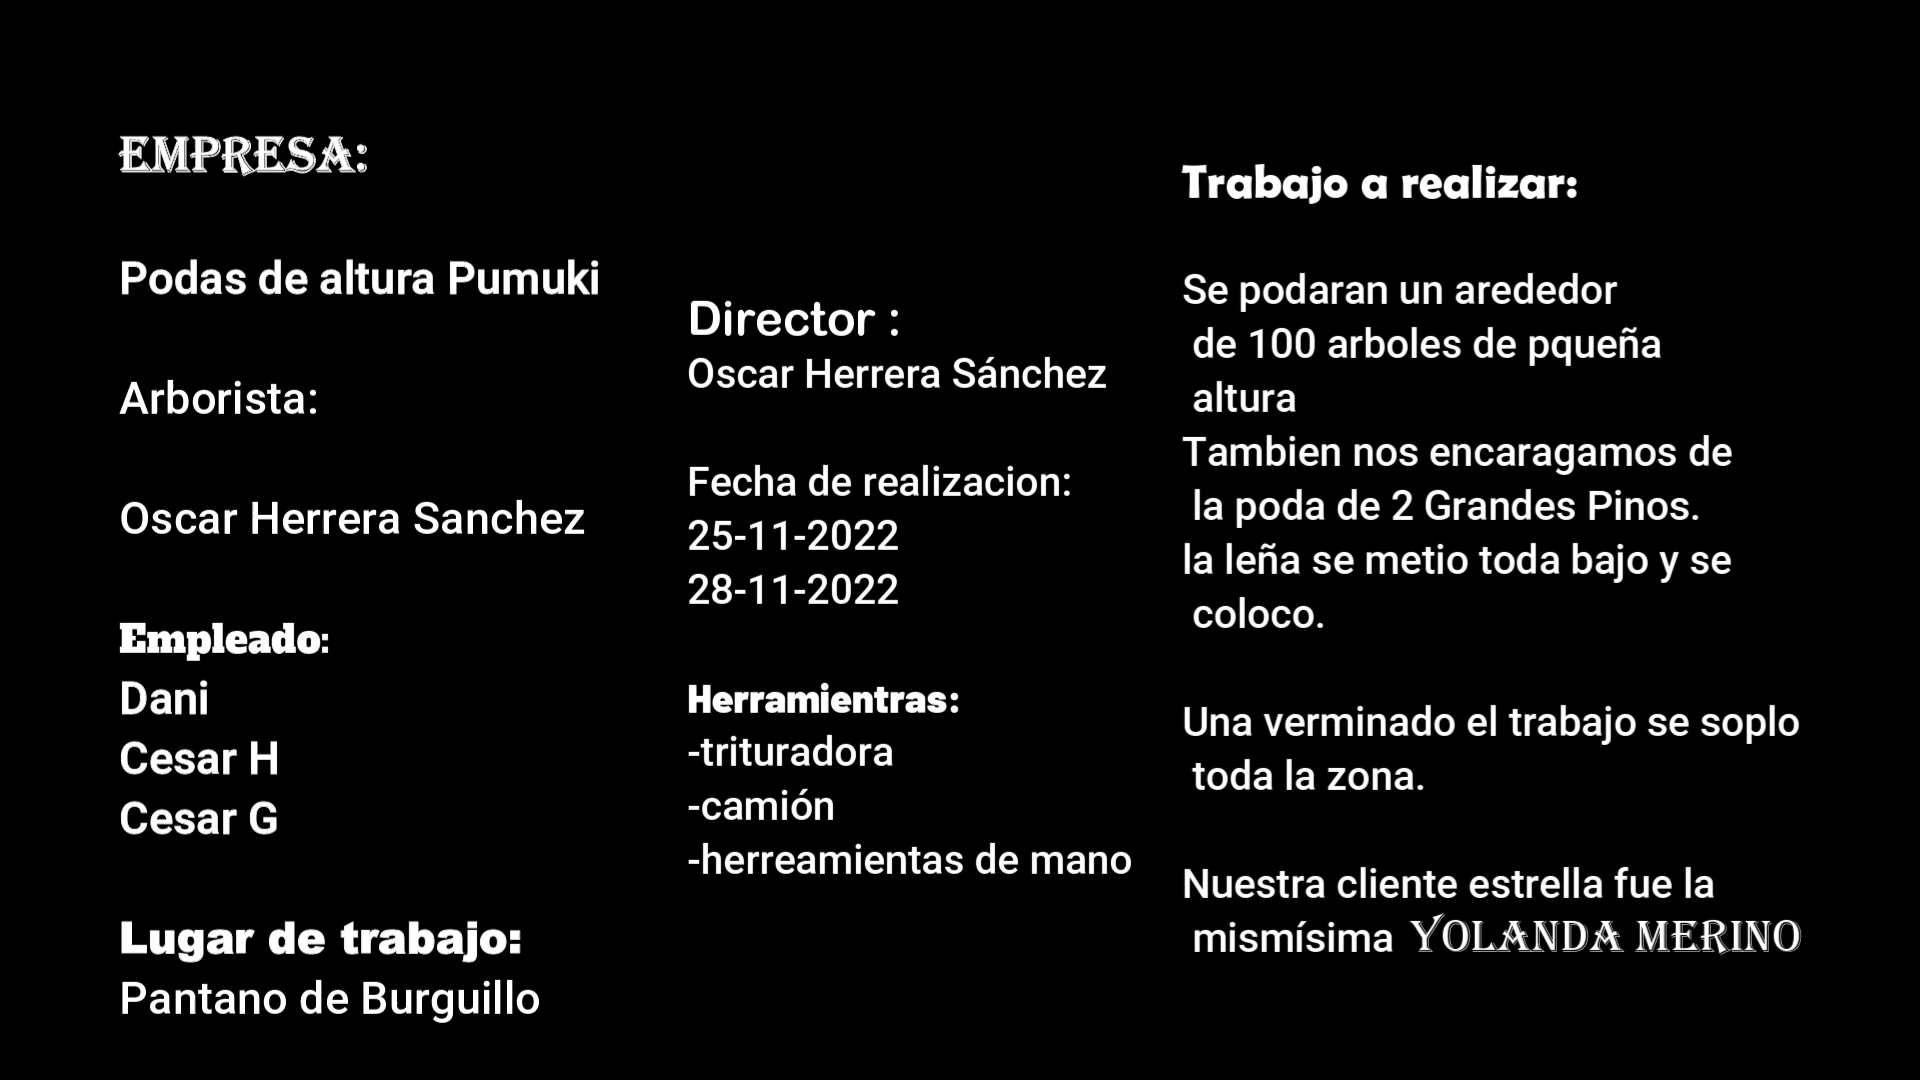 EMPRESA:
Podas de altura Pumuki
Arborista:
Oscar Herrera Sanchez
Empleado:
Dani
Cesar H
Cesar G
Lugar de trabajo:
Pantano de Burguillo
Director :
Oscar Herrera Sánchez
Fecha de realizacion:
25-11-2022
28-11-2022
Herramientras:
-trituradora
-camión
-herreamientas de mano
Trabajo a realizar:
Se podaran un arededor
de 100 arboles de pqueña
altura
Tambien nos encaragamos de
la poda de 2 Grandes Pinos.
la leña se metio toda bajo y se
coloco.
Una verminado el trabajo se soplo
toda la zona.
Nuestra cliente estrella fue la
mismísima YOLANDA MERINO